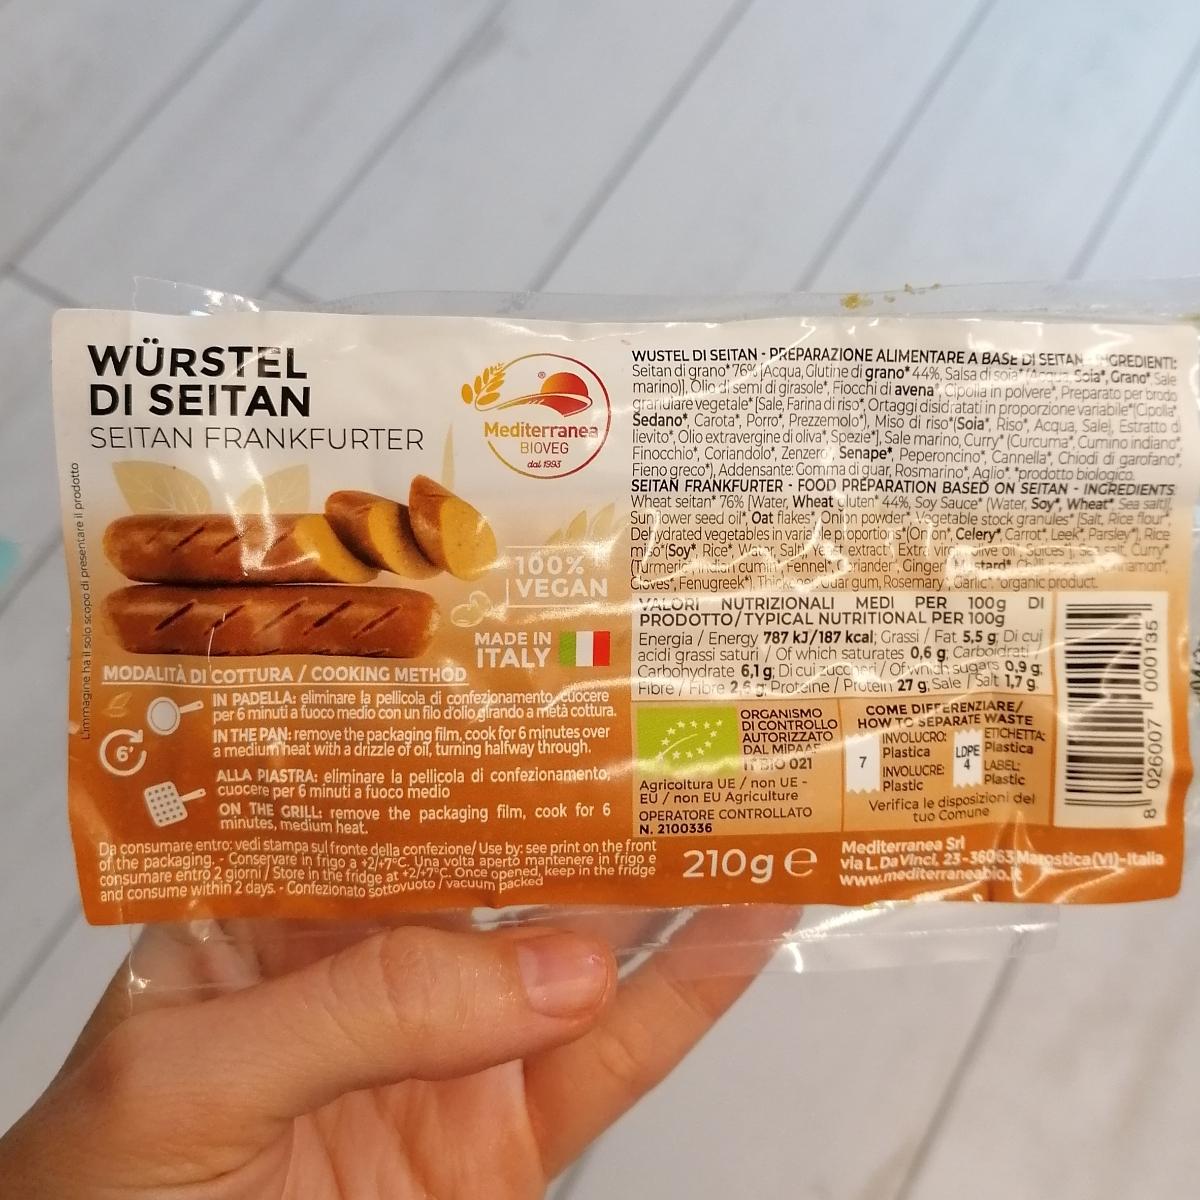 WÜRSTEL
DI SEITAN
SEITAN FRANKFURTER
Mediterranea
BIOVEG
dal 1993
®
100%
VEGAN
MADE IN
ITALY
L'immagine ha il solo scopo di presentare il prodotto
MODALITÀ DI COTTURA / COOKING METHOD
6'
IN PADELLA: eliminare la pellicola di confezionamento, cuocere
per 6 minuti a fuoco medio con un filo d'olio girando a metà cottura.
IN THE PAN: remove the packaging film, cook for 6 minutes over
a medium heat with a drizzle of oil, turning halfway through.
ALLA PIASTRA: eliminare la pellicola di confezionamento,
cuocere per 6 minuti a fuoco medio
ON THE GRILL: remove the packaging film, cook for 6
minutes, medium heat.
Da consumare entro: vedi stampa sul fronte della confezione/ Use by: see print on the front
of the packaging. - Conservare in frigo a +2/+7°C. Una volta aperto mantenere in frigo e
consumare entro 2 giorni / Store in the fridge at +2/+7°C. Once opened, keep in the fridge
and consume within 2 days. - Confezionato sottovuoto / vacuum packed
WUSTEL DI SEITAN - PREPARAZIONE ALIMENTARE A BASE DI SEITAN - INGREDIENTI:
Seitan di grano* 76% [Acqua, Glutine di grano* 44%, Salsa di soia* (Acqua, Soia*, Grano*, Sale
marino)], Olio di semi di girasole*, Fiocchi di avena*, Cipolla in polvere*, Preparato per brodo
granulare vegetale* [Sale, Farina di riso*, Ortaggi disidratati in proporzione variabile* (Cipolla*,
Sedano*, Carota*, Porro*, Prezzemolo*), Miso di riso* (Soia*, Riso*, Acqua, Sale), Estratto di
lievito*, Olio extravergine di oliva*, Spezie*], Sale marino, Curry* (Curcuma*, Cumino indiano*,
Finocchio*, Coriandolo*, Zenzero*, Senape*, Peperoncino*, Cannella*, Chiodi di garofano*,
Fieno greco*), Addensante: Gomma di guar, Rosmarino*, Aglio*. *prodotto biologico.
SEITAN FRANKFURTER - FOOD PREPARATION BASED ON SEITAN - INGREDIENTS:
Wheat seitan* 76% [Water, Wheat gluten* 44%, Soy Sauce* (Water, Soy*, Wheat*, Sea salt)],
Sunflower seed oil*, Oat flakes*, Onion powder*, Vegetable stock granules* [Salt, Rice flour*,
Dehydrated vegetables in variable proportions* (Onion*, Celery*, Carrot*, Leek*, Parsley*), Rice
miso* (Soy*, Rice*, Water, Salt), Yeast extract*, Extra virgin olive oil*, Spices*], Sea salt, Curry*
(Turmeric*, Indian cumin*, Fennel*, Coriander*, Ginger*, Mustard*, Cinnamon*,
Cloves*, Fenugreek*) Thickener: Guar gum, Rosemary*, Garlic*. *organic product.
VALORI NUTRIZIONALI MEDI PER 100g DI
PRODOTTO/TYPICAL NUTRITIONAL PER 100g
Energia / Energy 787 kJ/187 kcal; Grassi / Fat 5,5 g; Di cui
acidi grassi saturi / Of which saturates 0,6 g; Carboidrati /
Carbohydrate 6,1 g; Di cui zuccheri / Of which sugars 0,9 g;
Fibre / Fibre 2,6 g; Proteine / Protein 27 g; Sale / Salt 1,7 g.
ORGANISMO
DI CONTROLLO
AUTORIZZATO
DAL MIPAAF
IT BIO 021
Agricoltura UE / non UE -
EU / non EU Agriculture
OPERATORE CONTROLLATO
N. 2100336
COME DIFFERENZIARE/
HOW TO SEPARATE WASTE
7
INVOLUCRO:
Plastica
INVOLUCRE:
Plastic
LDPE
4
ETICHETTA:
Plastica
LABEL:
Plastic
Verifica le disposizioni del
tuo Comune
8 026007 000135
210g e
Mediterranea Srl
via L. Da Vinci, 23 - 36063 Marostica (VI) - Italia
www.mediterraneabio.it